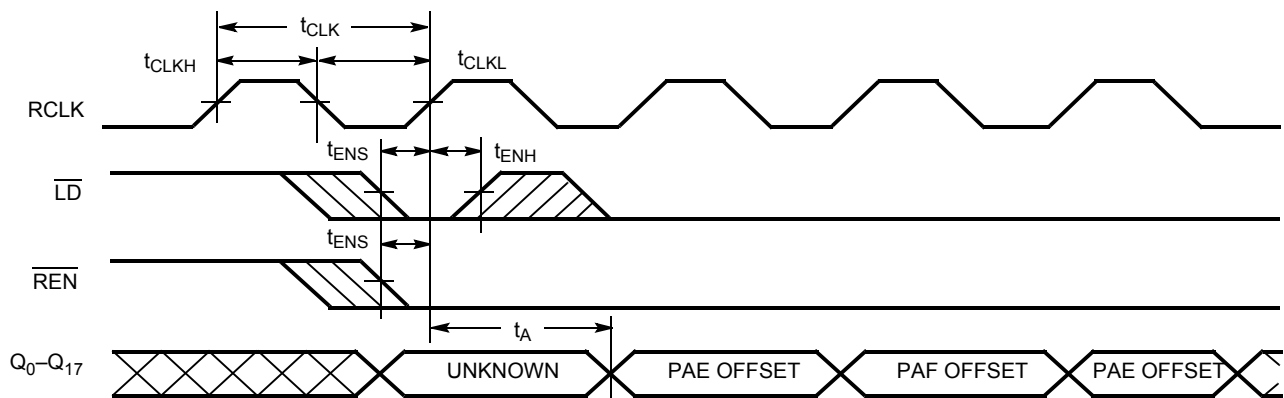 tCLK
tCLKH
tCLKL
RCLK
tENS
tENH
LD
tENS
REN
tA
Q0–Q17
UNKNOWN
PAE OFFSET
PAF OFFSET
PAE OFFSET